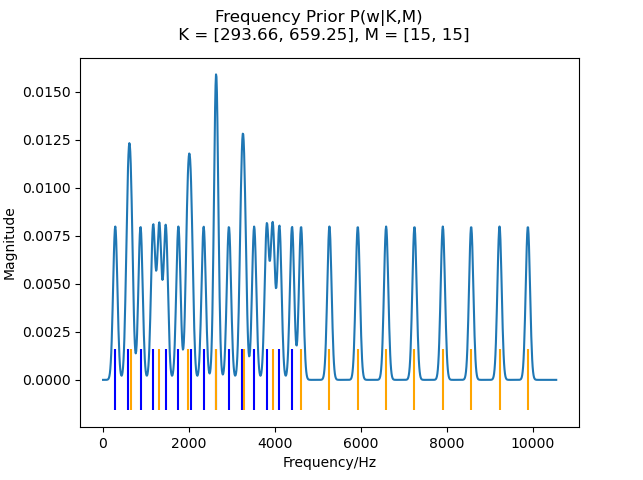 Frequency Prior P(w|K,M)
K = [293.66, 659.25], M = [15, 15]
0.0150
0.0125
0.0100
0.0075
0.0050
0.0025
0.0000
Magnitude
0 2000 4000 6000 8000 10000
Frequency/Hz